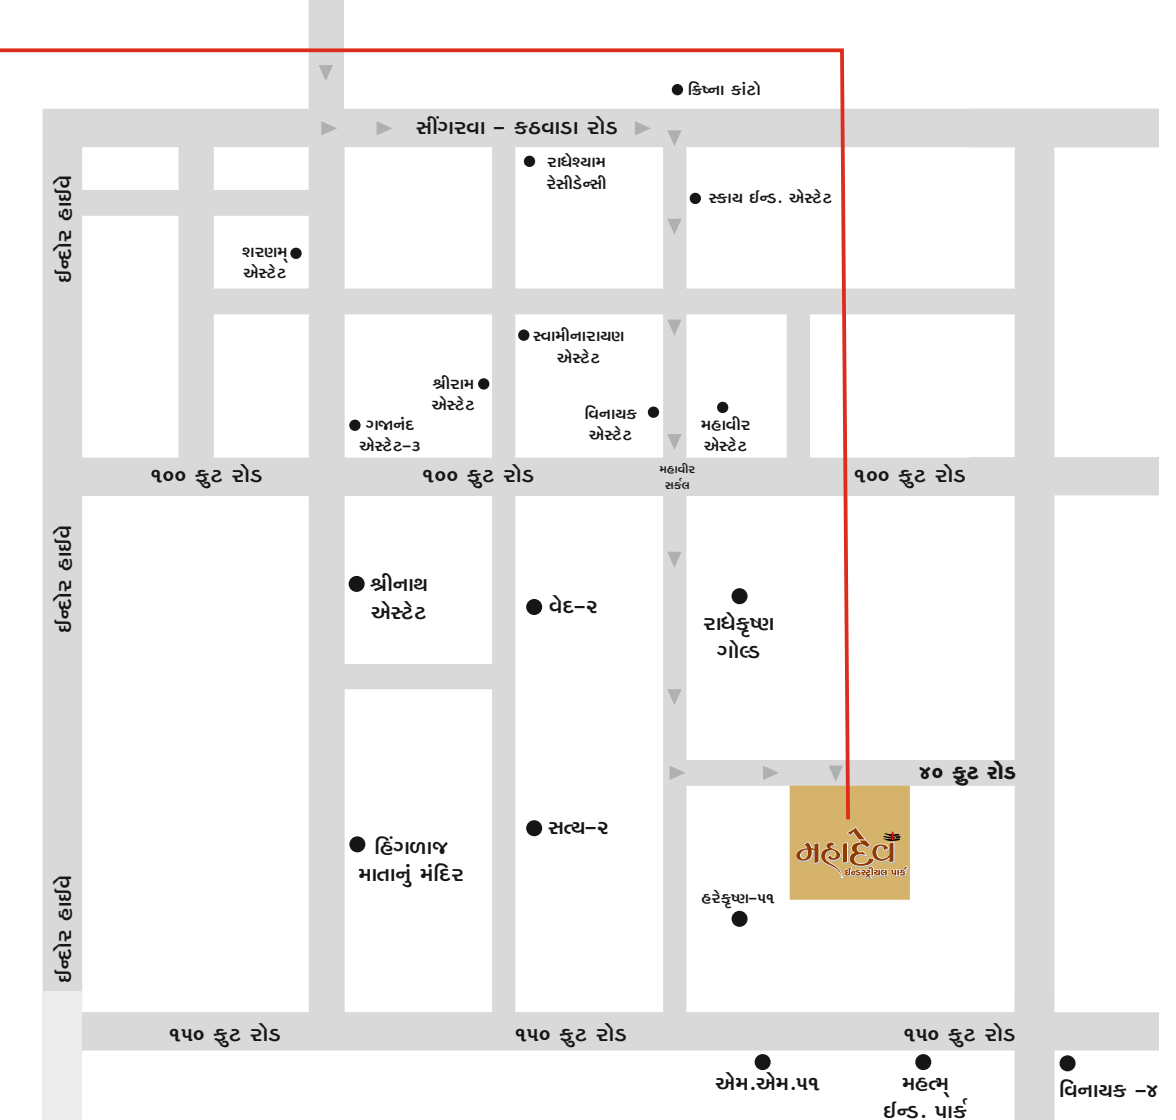 ક્રિષ્ના કાંટો
સીંગરવા – કઠવાડા રોડ
રાધેશ્યામ
રેસીડેન્સી
સ્કાય ઈન્ડ. એસ્ટેટ
ઈન્દોર હાઈવે
શરણમ્
એસ્ટેટ
સ્વામીનારાયણ
એસ્ટેટ
શ્રીરામ
એસ્ટેટ
ગજાનંદ
એસ્ટેટ–૩
વિનાયક
એસ્ટેટ
મહાવીર
એસ્ટેટ
૧૦૦ ફુટ રોડ
૧૦૦ ફુટ રોડ
મહાવીર
સર્કલ
૧૦૦ ફુટ રોડ
ઈન્દોર હાઈવે
શ્રીનાથ
એસ્ટેટ
વેદ–૨
રાધેકૃષ્ણ
ગોલ્ડ
૪૦ ફુટ રોડ
સત્ય–૨
હિંગળાજ
માતાનું મંદિર
મહાદેવ
ઈન્ડસ્ટ્રીયલ પાર્ક
હરેકૃષ્ણ–૫૧
ઈન્દોર હાઈવે
૧૫૦ ફુટ રોડ
૧૫૦ ફુટ રોડ
૧૫૦ ફુટ રોડ
એમ.એમ.૫૧
મહત્મ્
ઈન્ડ. પાર્ક
વિનાયક –૪